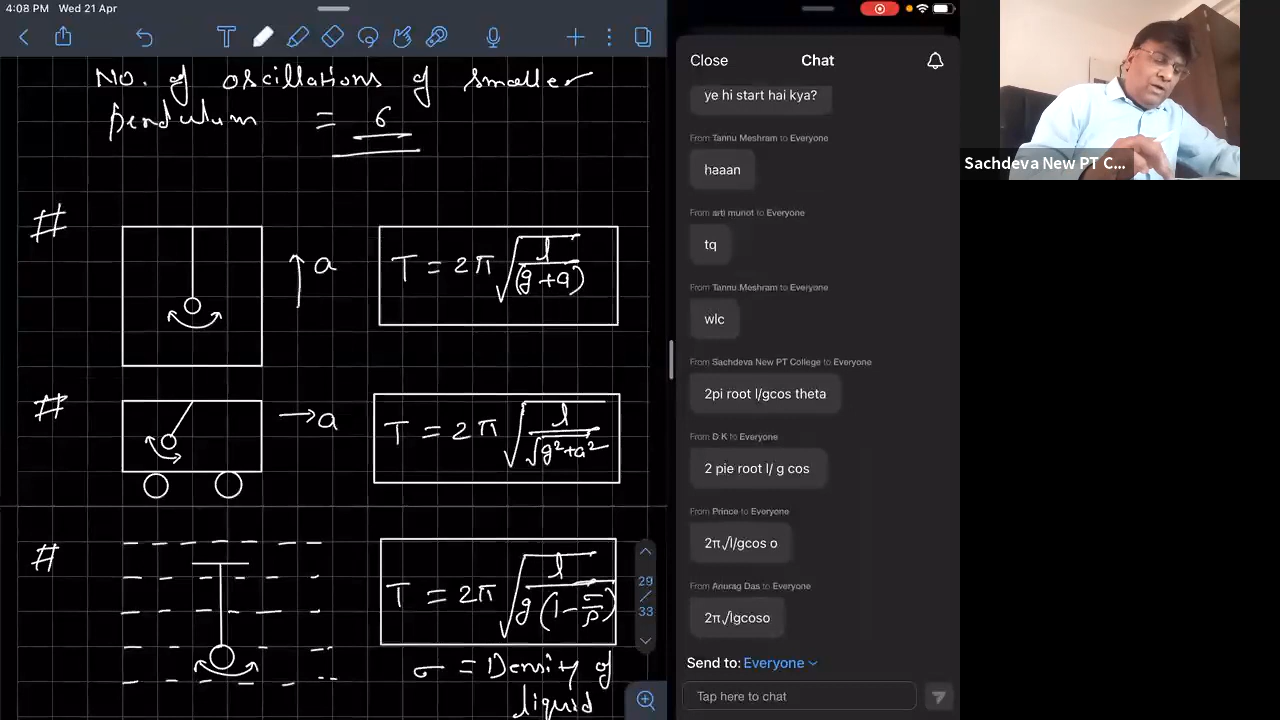 4:08 PM Wed 21 Apr
No. of oscillations of smaller
pendulum = 6
#
a
T = 2π √(l/(g+a))
#
a
T = 2π √(l/√(g²+a²))
#
T = 2π √(l/g(1-σ/ρ))
σ = Density of
liquid
29
/
33
Close
Chat
ye hi start hai kya?
From Tannu Meshram to Everyone
haaan
From arti munot to Everyone
tq
From Tannu Meshram to Everyone
wlc
From Sachdeva New PT College to Everyone
2pi root l/gcos theta
From D K to Everyone
2 pie root l/ g cos
From Prince to Everyone
2π√l/gcos o
From Anurag Das to Everyone
2π√lgcoso
Send to: Everyone
Tap here to chat
Sachdeva New PT C...